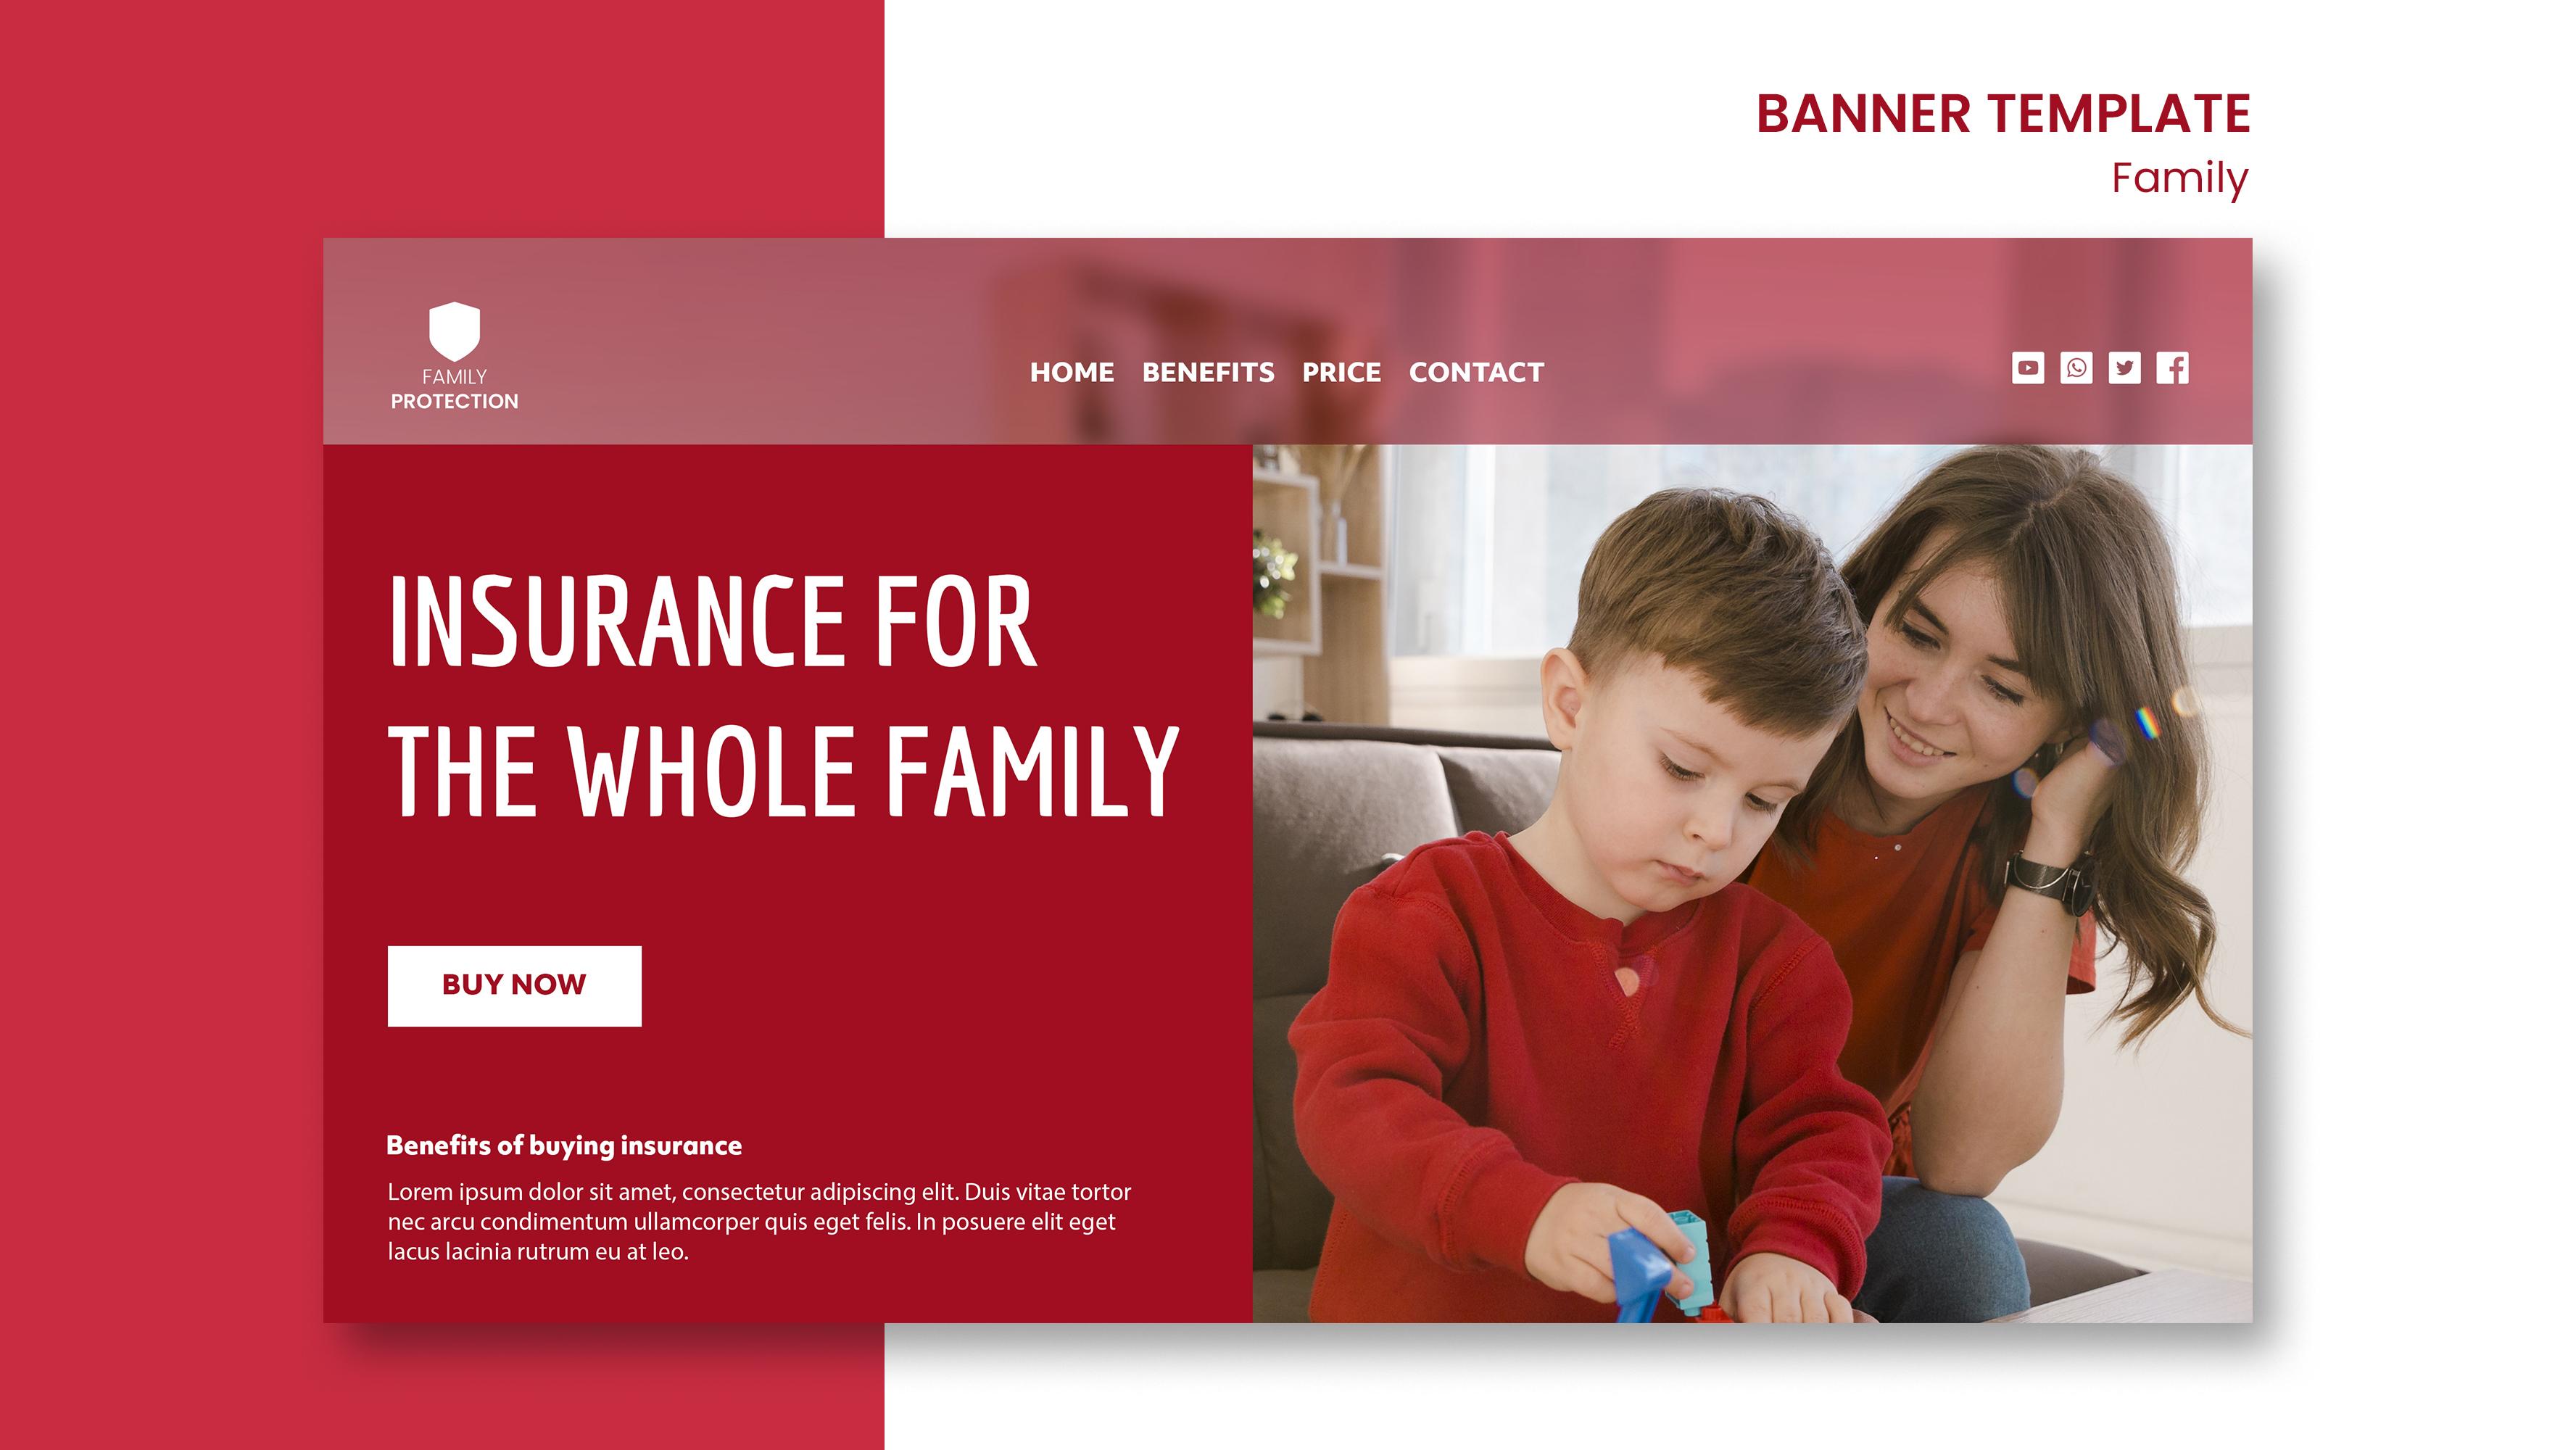 BANNER TEMPLATE
Family
FAMILY
PROTECTION
HOME BENEFITS PRICE CONTACT
INSURANCE FOR
THE WHOLE FAMILY
BUY NOW
Benefits of buying insurance
Lorem ipsum dolor sit amet, consectetur adipiscing elit. Duis vitae tortor
nec arcu condimentum ullamcorper quis eget felis. In posuere elit eget
lacus lacinia rutrum eu at leo.